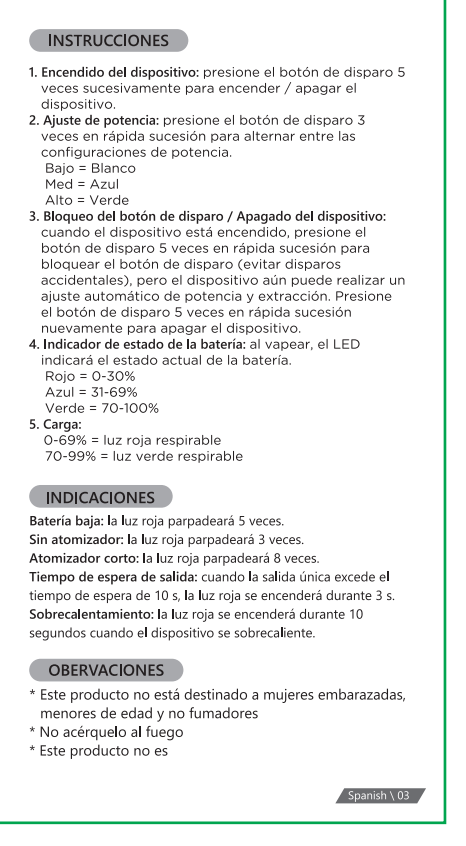 INSTRUCCIONES
1. Encendido del dispositivo: presione el botón de disparo 5
veces sucesivamente para encender / apagar el
dispositivo.
2. Ajuste de potencia: presione el botón de disparo 3
veces en rápida sucesión para alternar entre las
configuraciones de potencia.
Bajo = Blanco
Med = Azul
Alto = Verde
3. Bloqueo del botón de disparo / Apagado del dispositivo:
cuando el dispositivo está encendido, presione el
botón de disparo 5 veces en rápida sucesión para
bloquear el botón de disparo (evitar disparos
accidentales), pero el dispositivo aún puede realizar un
ajuste automático de potencia y extracción. Presione
el botón de disparo 5 veces en rápida sucesión
nuevamente para apagar el dispositivo.
4. Indicador de estado de la batería: al vapear, el LED
indicará el estado actual de la batería.
Rojo = 0-30%
Azul = 31-69%
Verde = 70-100%
5. Carga:
0-69% = luz roja respirable
70-99% = luz verde respirable
INDICACIONES
Batería baja: la luz roja parpadeará 5 veces.
Sin atomizador: la luz roja parpadeará 3 veces.
Atomizador corto: la luz roja parpadeará 8 veces.
Tiempo de espera de salida: cuando la salida única excede el
tiempo de espera de 10 s, la luz roja se encenderá durante 3 s.
Sobrecalentamiento: la luz roja se encenderá durante 10
segundos cuando el dispositivo se sobrecaliente.
OBERVACIONES
* Este producto no está destinado a mujeres embarazadas,
menores de edad y no fumadores
* No acérquelo al fuego
* Este producto no es
Spanish \ 03